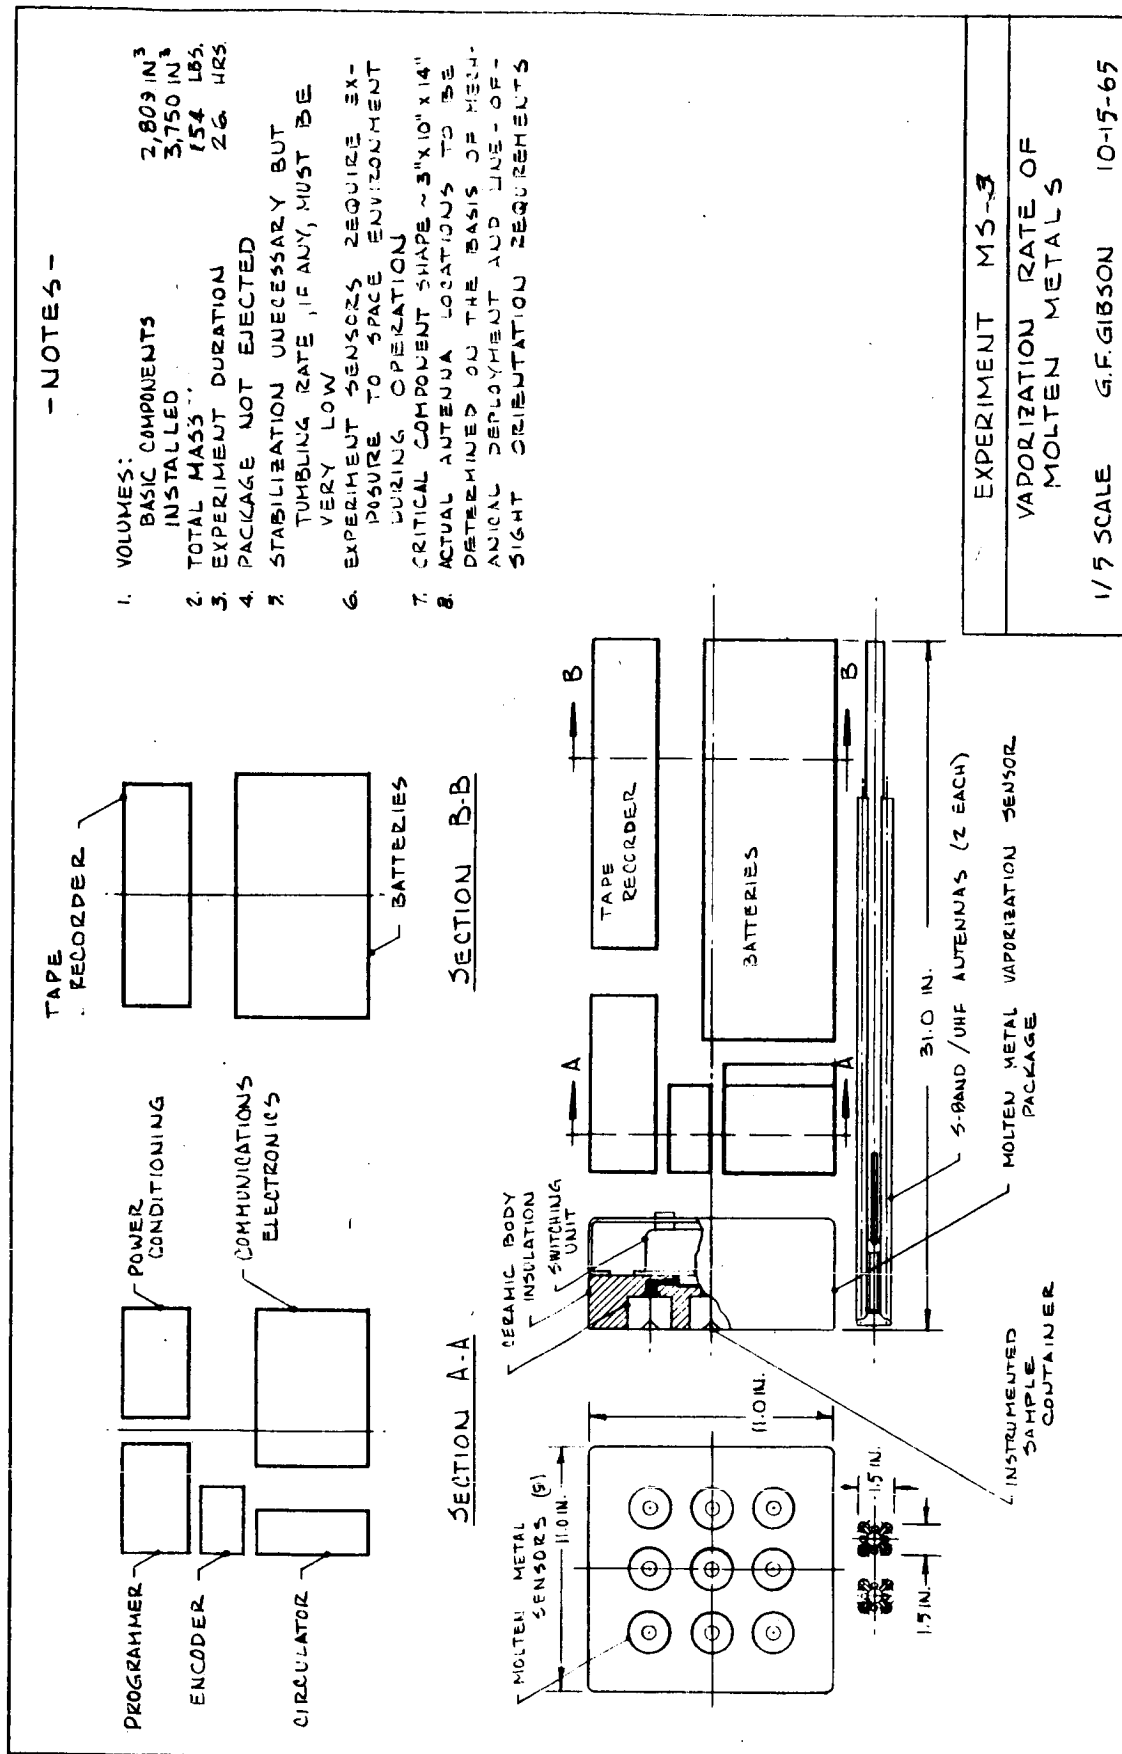 -NOTES-
1. VOLUMES:
BASIC COMPONENTS 2,809 IN³
INSTALLED 3,750 IN³
2. TOTAL MASS 154 LBS.
3. EXPERIMENT DURATION 26 HRS.
4. PACKAGE NOT EJECTED
5. STABILIZATION UNECESSARY BUT
TUMBLING RATE, IF ANY, MUST BE
VERY LOW
6. EXPERIMENT SENSORS REQUIRE EX-
POSURE TO SPACE ENVIRONMENT
DURING OPERATION
7. CRITICAL COMPONENT SHAPE ~ 3" X 10" X 14"
8. ACTUAL ANTENNA LOCATIONS TO BE
DETERMINED ON THE BASIS OF MECH-
ANICAL DEPLOYMENT AND LINE-OF-
SIGHT ORIENTATION REQUIREMENTS
PROGRAMMER
ENCODER
CIRCULATOR
POWER
CONDITIONING
COMMUNICATIONS
ELECTRONICS
SECTION A-A
TAPE
RECORDER
BATTERIES
SECTION B-B
MOLTEN METAL
SENSORS (9)
11.0 IN.
11.0 IN.
1.5 IN.
1.5 IN.
CERAMIC BODY
INSULATION
SWITCHING
UNIT
A
A
TAPE
RECORDER
BATTERIES
B
B
31.0 IN.
S-BAND/UHF ANTENNAS (2 EACH)
MOLTEN METAL VAPORIZATION SENSOR
PACKAGE
INSTRUMENTED
SAMPLE
CONTAINER
EXPERIMENT MS-3
VAPORIZATION RATE OF
MOLTEN METALS
1/5 SCALE G.F. GIBSON 10-15-65